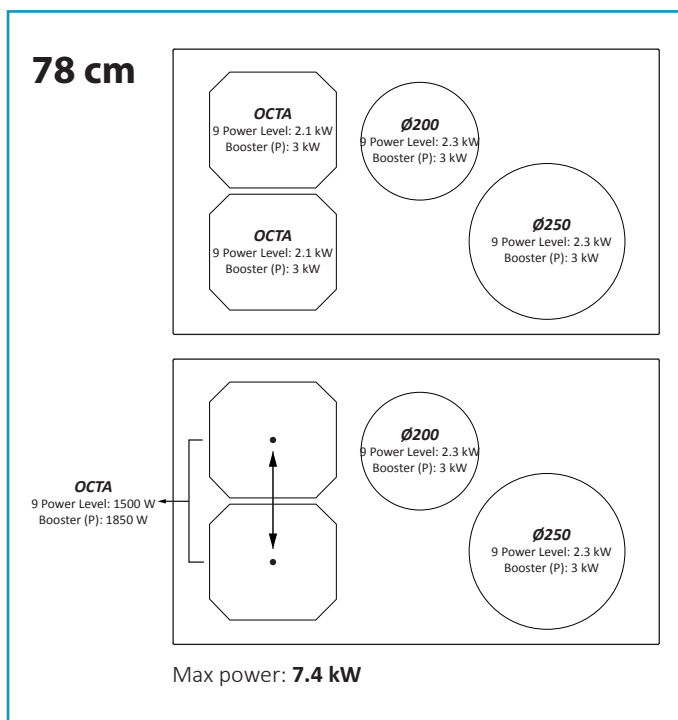 78 cm
OCTA
9 Power Level: 2.1 kW
Booster (P): 3 kW
Ø200
9 Power Level: 2.3 kW
Booster (P): 3 kW
OCTA
9 Power Level: 2.1 kW
Booster (P): 3 kW
Ø250
9 Power Level: 2.3 kW
Booster (P): 3 kW
Ø200
9 Power Level: 2.3 kW
Booster (P): 3 kW
OCTA
9 Power Level: 1500 W
Booster (P): 1850 W
Ø250
9 Power Level: 2.3 kW
Booster (P): 3 kW
Max power: 7.4 kW